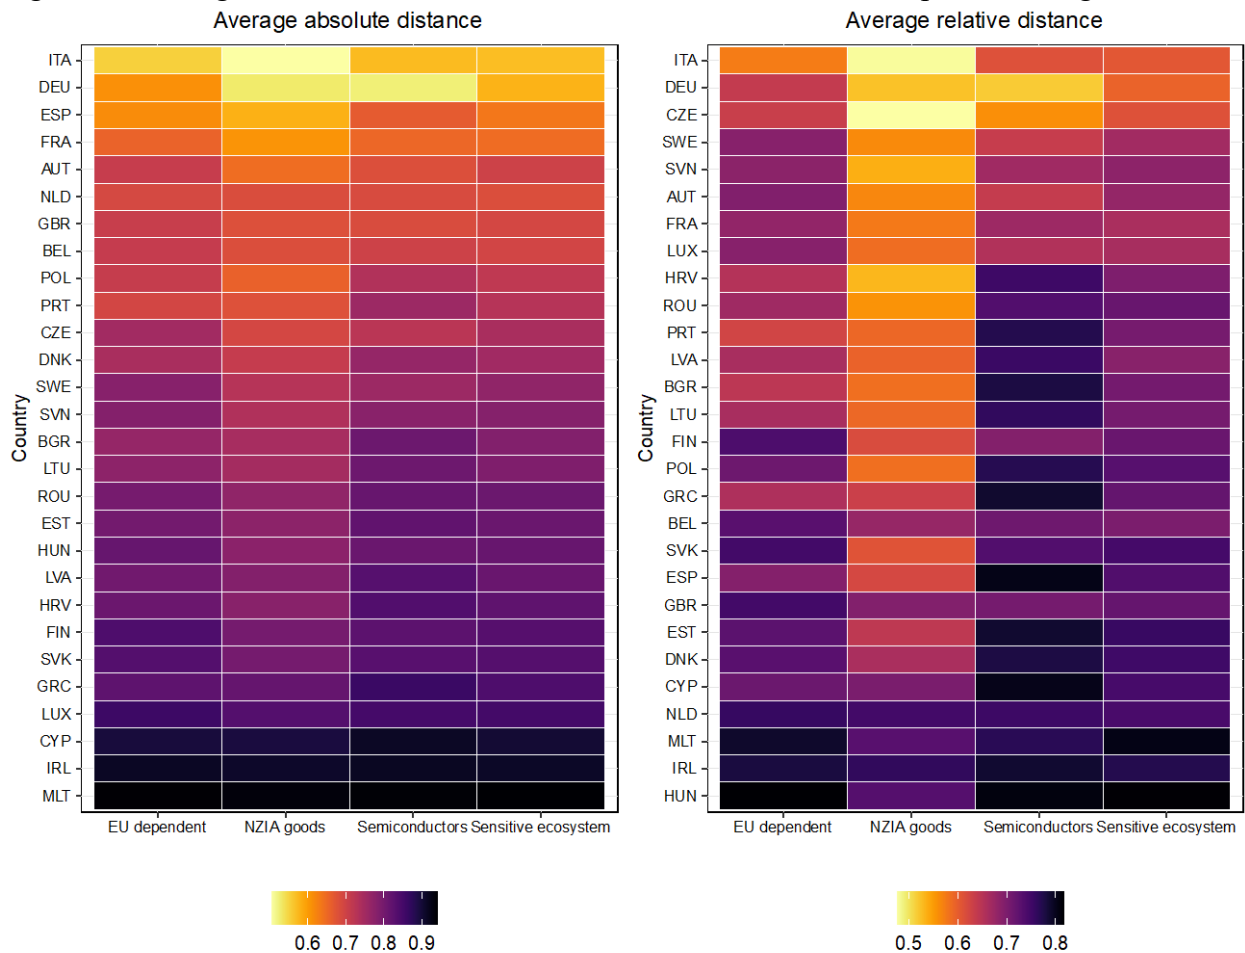 Average absolute distance
Country
ITA
DEU
ESP
FRA
AUT
NLD
GBR
BEL
POL
PRT
CZE
DNK
SWE
SVN
BGR
LTU
ROU
EST
HUN
LVA
HRV
FIN
SVK
GRC
LUX
CYP
IRL
MLT
EU dependent NZIA goods Semiconductors Sensitive ecosystem
0.6 0.7 0.8 0.9
Average relative distance
Country
ITA
DEU
CZE
SWE
SVN
AUT
FRA
LUX
HRV
ROU
PRT
LVA
BGR
LTU
FIN
POL
GRC
BEL
SVK
ESP
GBR
EST
DNK
CYP
NLD
MLT
IRL
HUN
EU dependent NZIA goods Semiconductors Sensitive ecosystem
0.5 0.6 0.7 0.8